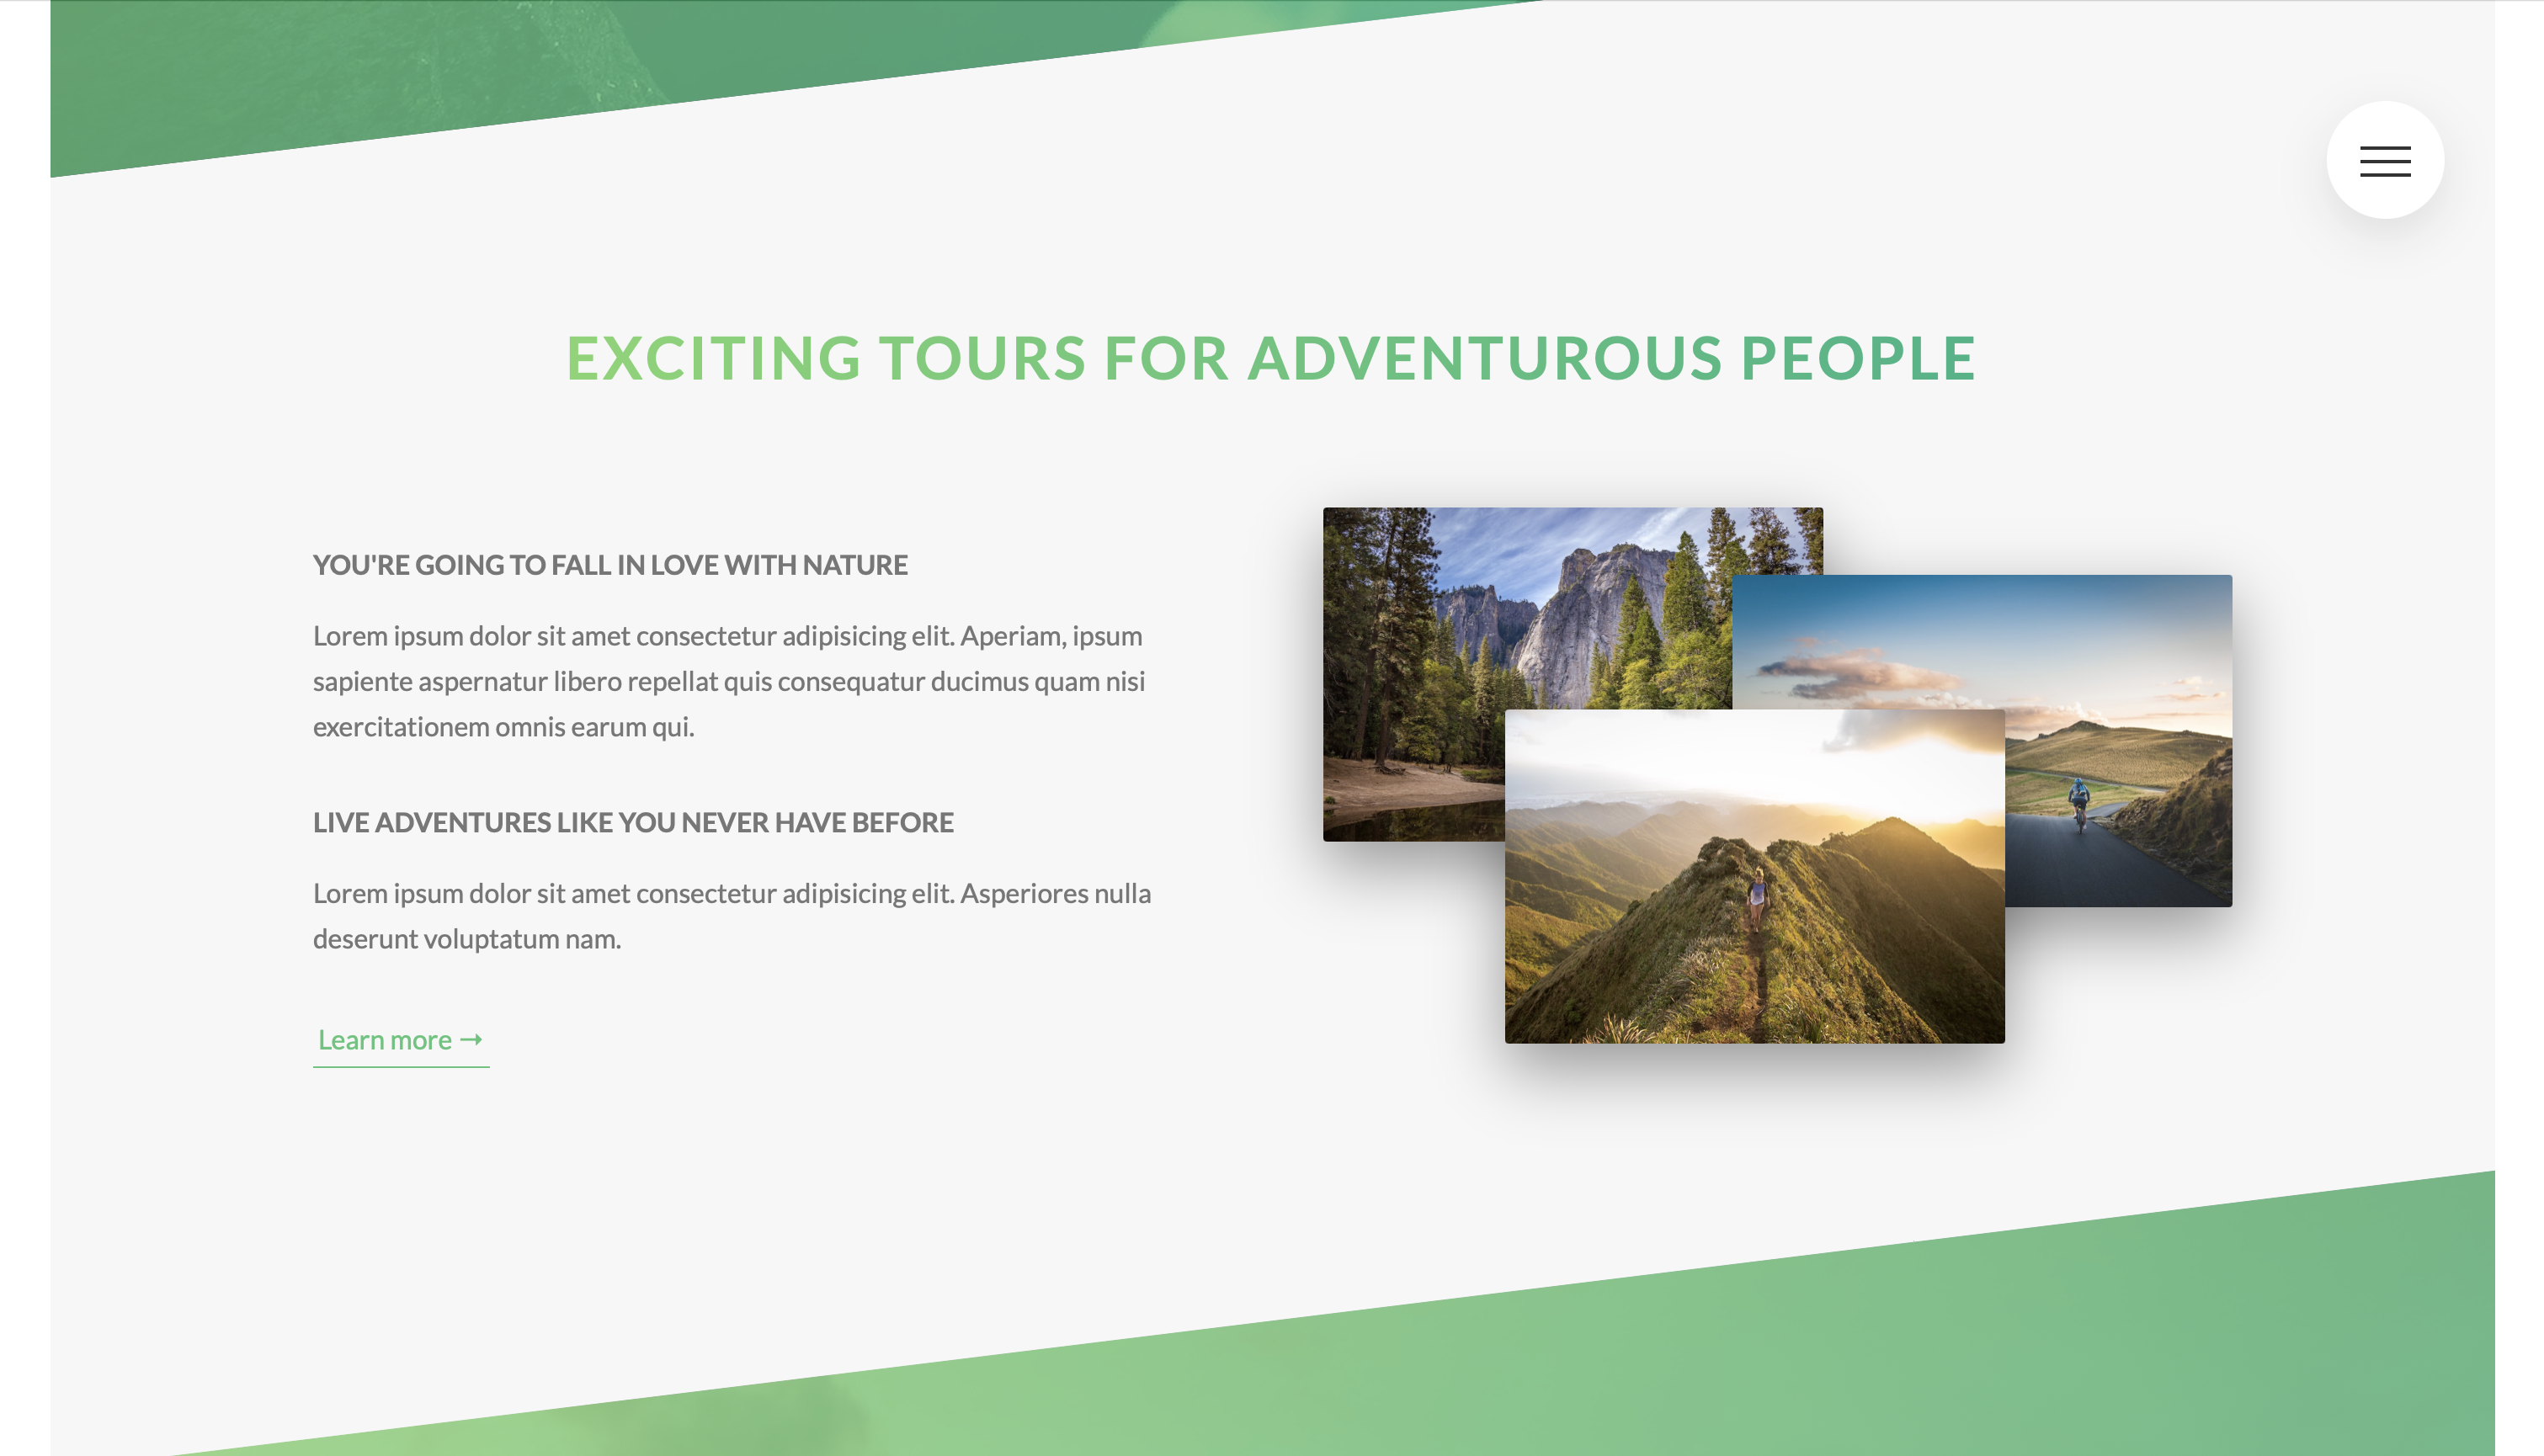 EXCITING TOURS FOR ADVENTUROUS PEOPLE
YOU'RE GOING TO FALL IN LOVE WITH NATURE
Lorem ipsum dolor sit amet consectetur adipisicing elit. Aperiam, ipsum
sapiente aspernatur libero repellat quis consequatur ducimus quam nisi
exercitationem omnis earum qui.
LIVE ADVENTURES LIKE YOU NEVER HAVE BEFORE
Lorem ipsum dolor sit amet consectetur adipisicing elit. Asperiores nulla
deserunt voluptatum nam.
Learn more →